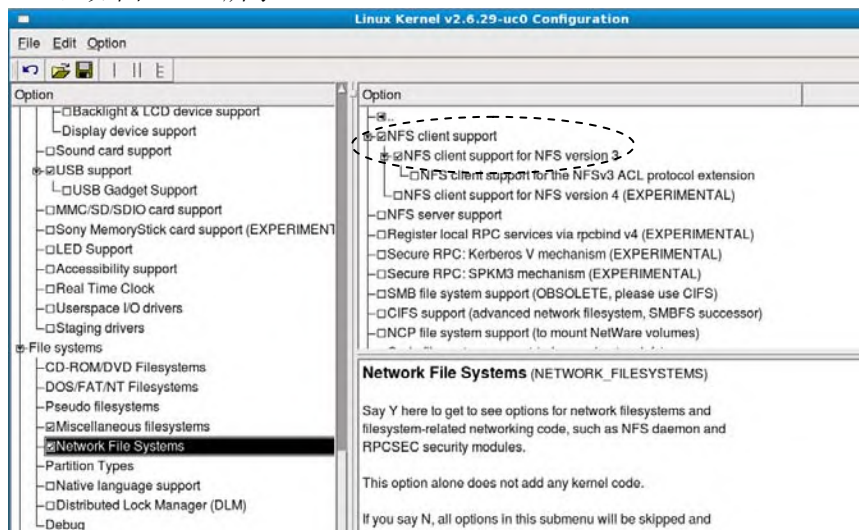 Linux Kernel v2.6.29-uc0 Configuration
File Edit Option
Option
Backlight & LCD device support
Display device support
Sound card support
USB support
USB Gadget Support
MMC/SD/SDIO card support
Sony MemoryStick card support (EXPERIMENT
LED Support
Accessibility support
Real Time Clock
Userspace I/O drivers
Staging drivers
File systems
CD-ROM/DVD Filesystems
DOS/FAT/NT Filesystems
Pseudo filesystems
Miscellaneous filesystems
Network File Systems
Partition Types
Native language support
Distributed Lock Manager (DLM)
Debug
Option
..
NFS client support
NFS client support for NFS version 3
NFS client support for the NFSv3 ACL protocol extension
NFS client support for NFS version 4 (EXPERIMENTAL)
NFS server support
Register local RPC services via rpcbind v4 (EXPERIMENTAL)
Secure RPC: Kerberos V mechanism (EXPERIMENTAL)
Secure RPC: SPKM3 mechanism (EXPERIMENTAL)
SMB file system support (OBSOLETE, please use CIFS)
CIFS support (advanced network filesystem, SMBFS successor)
NCP file system support (to mount NetWare volumes)
Network File Systems (NETWORK_FILESYSTEMS)
Say Y here to get to see options for network filesystems and
filesystem-related networking code, such as NFS daemon and
RPCSEC security modules.
This option alone does not add any kernel code.
If you say N, all options in this submenu will be skipped and